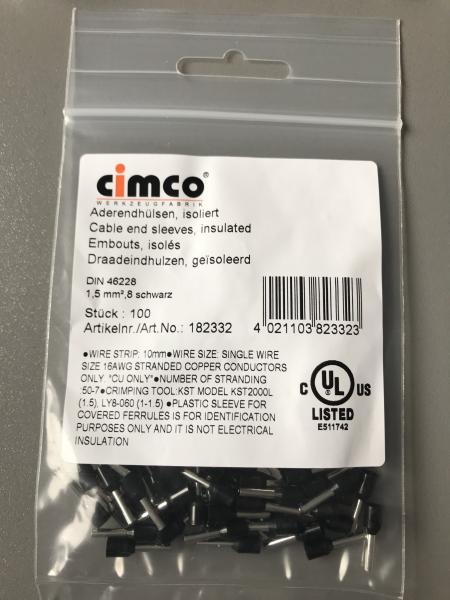 cimco®
WERKZEUGFABRIK
Aderendhülsen, isoliert
Cable end sleeves, insulated
Embouts, isolés
Draadeindhulzen, geïsoleerd
DIN 46228
1,5 mm²,8 schwarz
Stück : 100
Artikelnr./Art.No.: 182332
4 021103 823323
●WIRE STRIP: 10mm●WIRE SIZE: SINGLE WIRE
SIZE 16AWG STRANDED COPPER CONDUCTORS
ONLY. "CU ONLY"●NUMBER OF STRANDING
:50-7●CRIMPING TOOL:KST MODEL KST2000L
(1.5), LY8-060 (1-1.5) ●PLASTIC SLEEVE FOR
COVERED FERRULES IS FOR IDENTIFICATION
PURPOSES ONLY AND IT IS NOT ELECTRICAL
INSULATION
C UL® US
LISTED
E511742